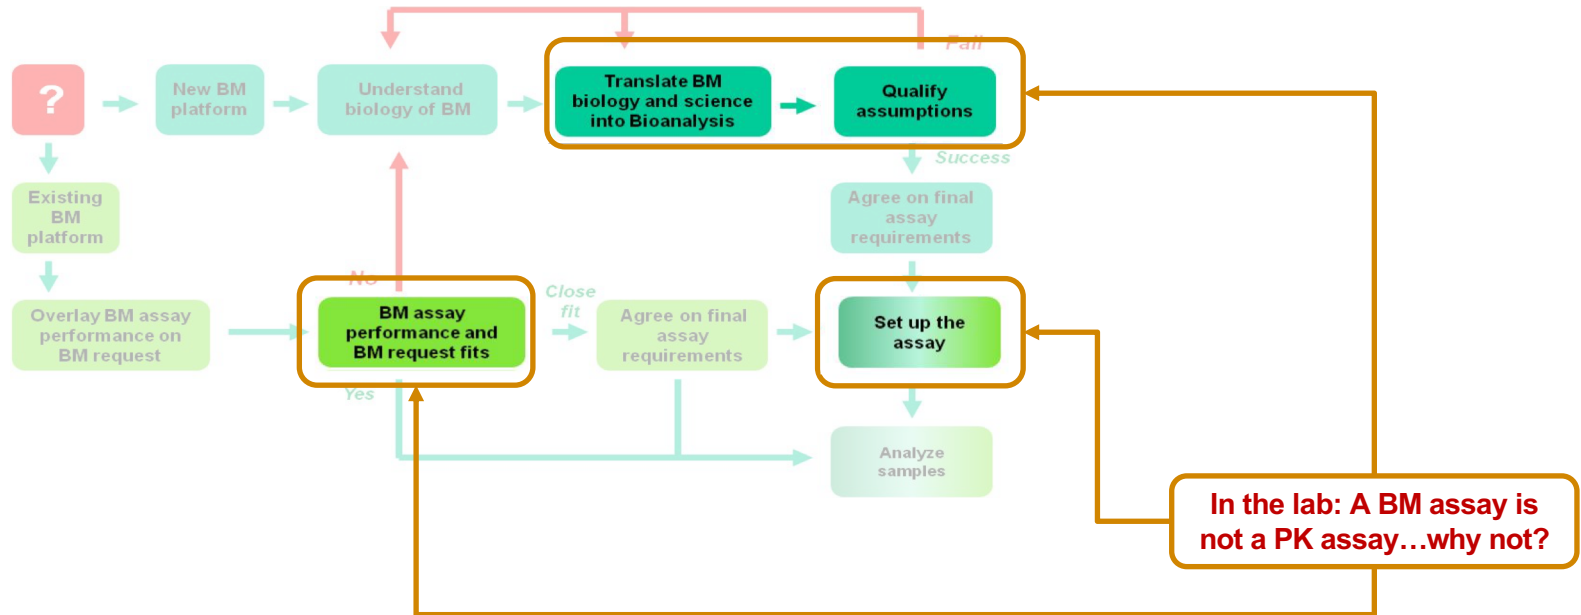 Fail
?
New BM
platform
Understand
biology of BM
Translate BM
biology and science
into Bioanalysis
Qualify
assumptions
Success
Existing
BM
platform
Agree on final
assay
requirements
No
Overlay BM assay
performance on
BM request
BM assay
performance and
BM request fits
Close
fit
Agree on final
assay
requirements
Set up the
assay
Yes
Analyze
samples
In the lab: A BM assay is
not a PK assay…why not?